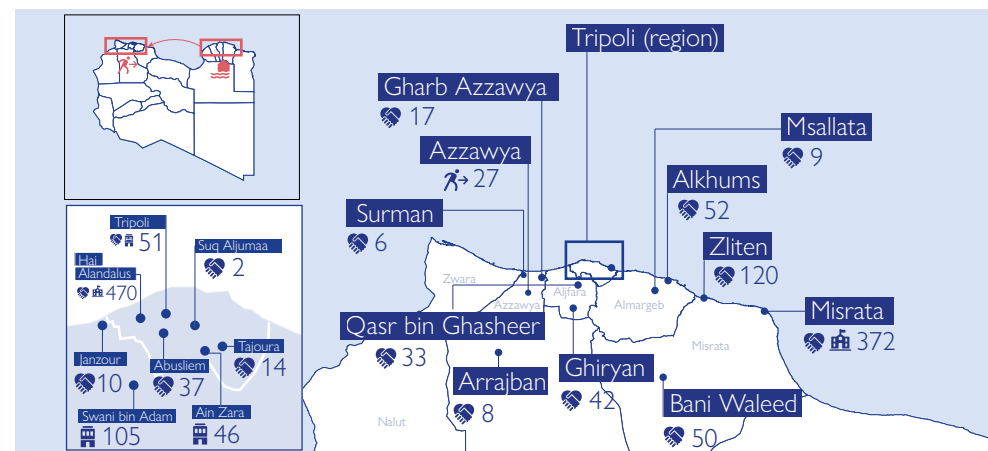 Tripoli (region)
Gharb Azzawya
17
Msallata
9
Azzawya
27
Alkhums
52
Surman
6
Zliten
120
Misrata
372
Zwara
Azzawya
Aljfara
Almargeb
Misrata
Nalut
Qasr bin Ghasheer
33
Arrajban
8
Ghiryan
42
Bani Waleed
50
Tripoli
51
Suq Aljumaa
2
Hai
Alandalus
470
Janzour
10
Abusliem
37
Tajoura
14
Swani bin Adam
105
Ain Zara
46